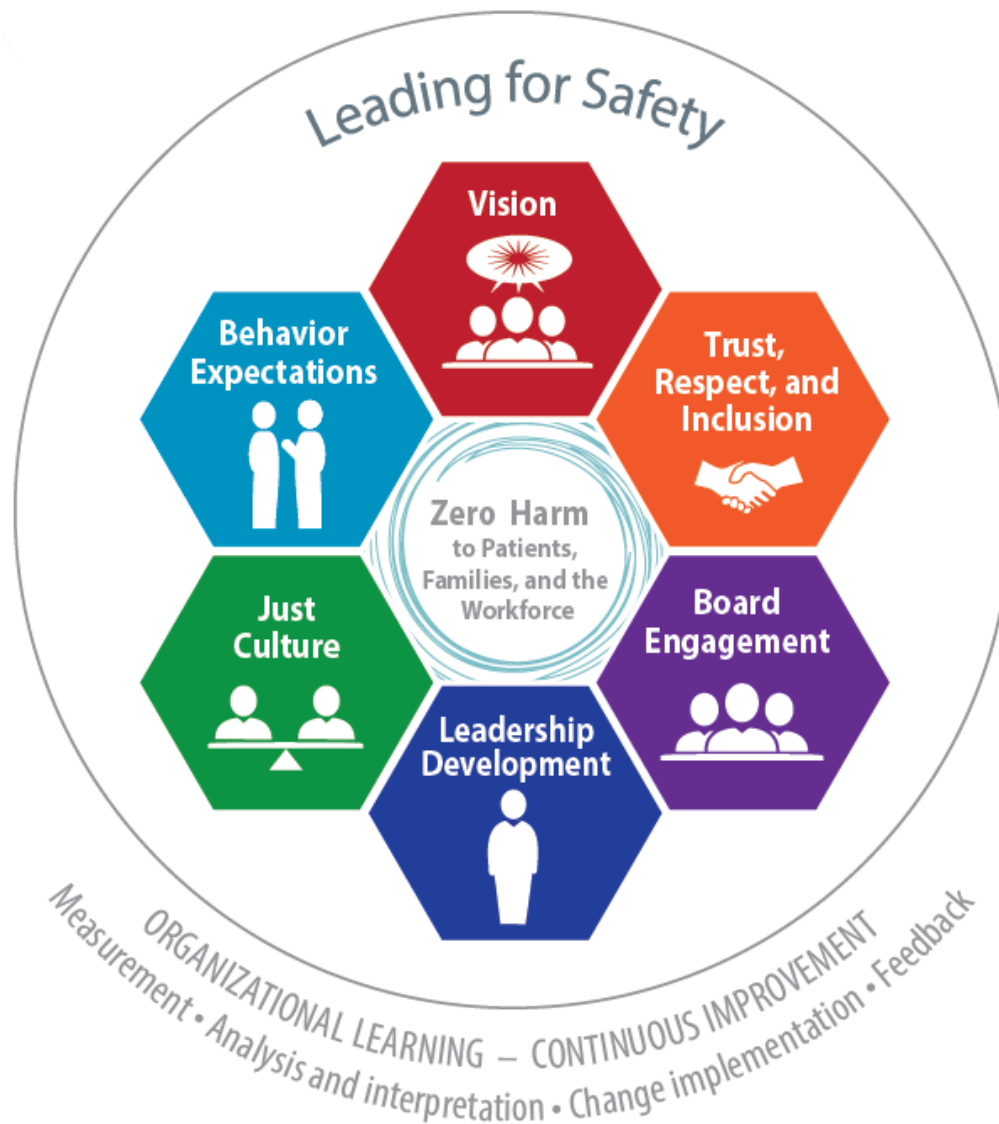 Leading for Safety
Vision
Behavior
Expectations
Trust,
Respect, and
Inclusion
Zero Harm
to Patients,
Families, and the
Workforce
Just
Culture
Board
Engagement
Leadership
Development
ORGANIZATIONAL LEARNING – CONTINUOUS IMPROVEMENT
Measurement • Analysis and interpretation • Change implementation • Feedback